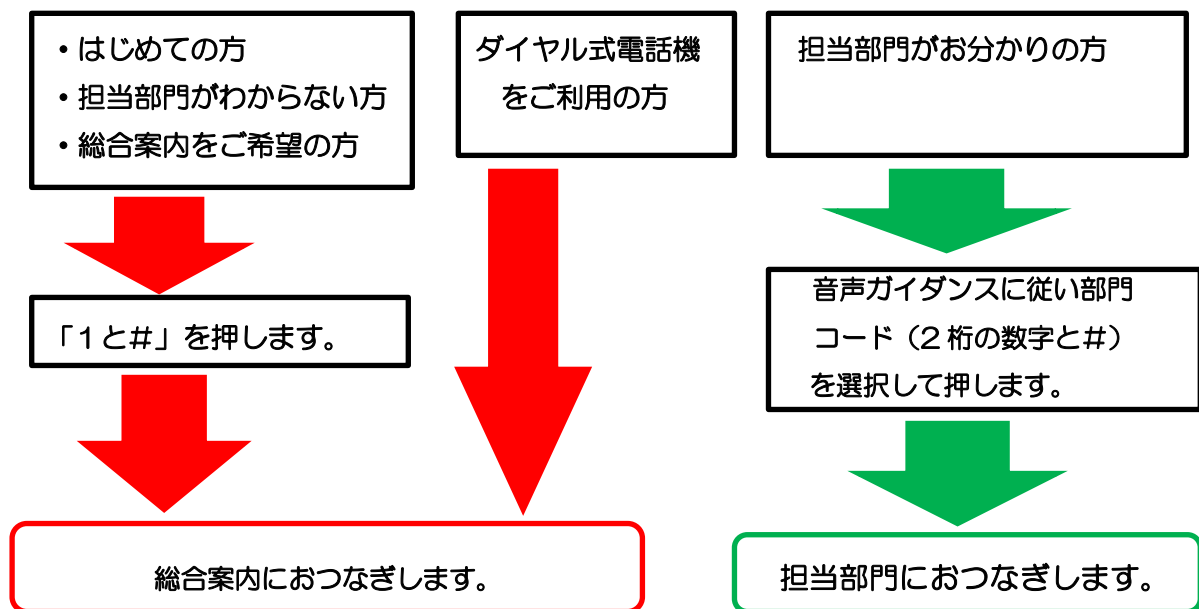 ・はじめての方
・担当部門がわからない方
・総合案内をご希望の方
ダイヤル式電話機
をご利用の方
担当部門がお分かりの方
「1と#」を押します。
音声ガイダンスに従い部門
コード（2桁の数字と#）
を選択して押します。
総合案内におつなぎします。
担当部門におつなぎします。